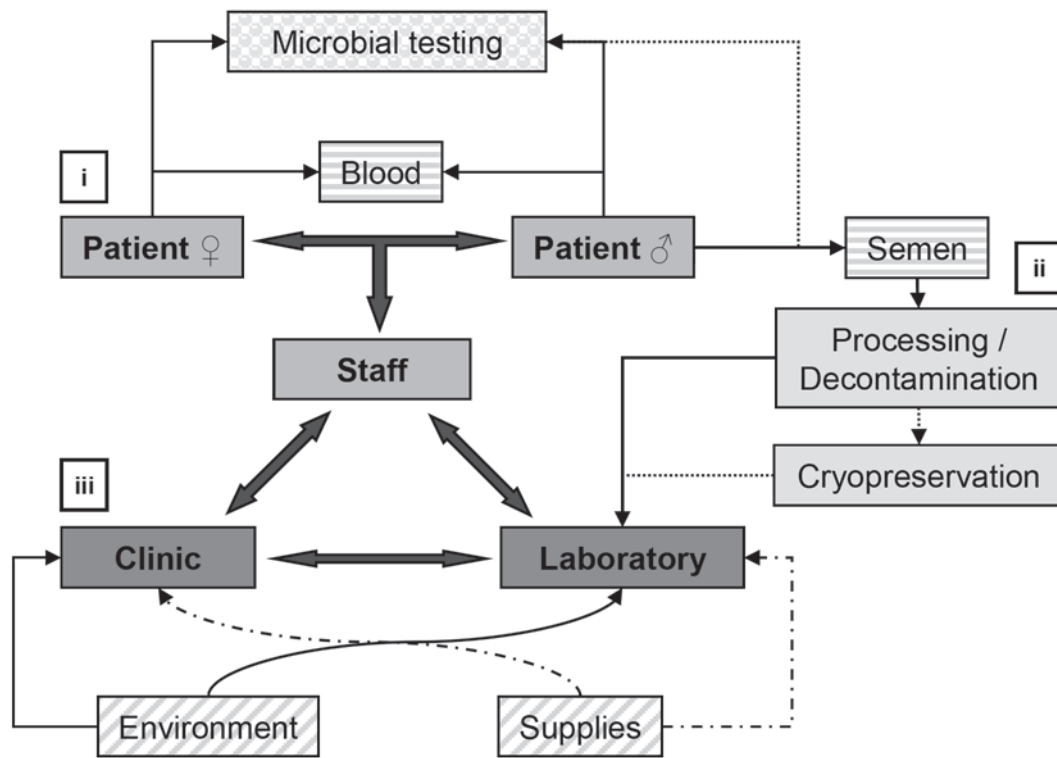 Microbial testing
Blood
i
Patient ♀
Patient ♂
Semen
ii
Processing /
Decontamination
Staff
Cryopreservation
iii
Clinic
Laboratory
Environment
Supplies